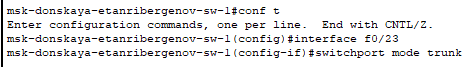 msk-donskaya-etanribergenov-sw-1#conf t
Enter configuration commands, one per line.  End with CNTL/Z.
msk-donskaya-etanribergenov-sw-1(config)#interface f0/23
msk-donskaya-etanribergenov-sw-1(config-if)#switchport mode trunk